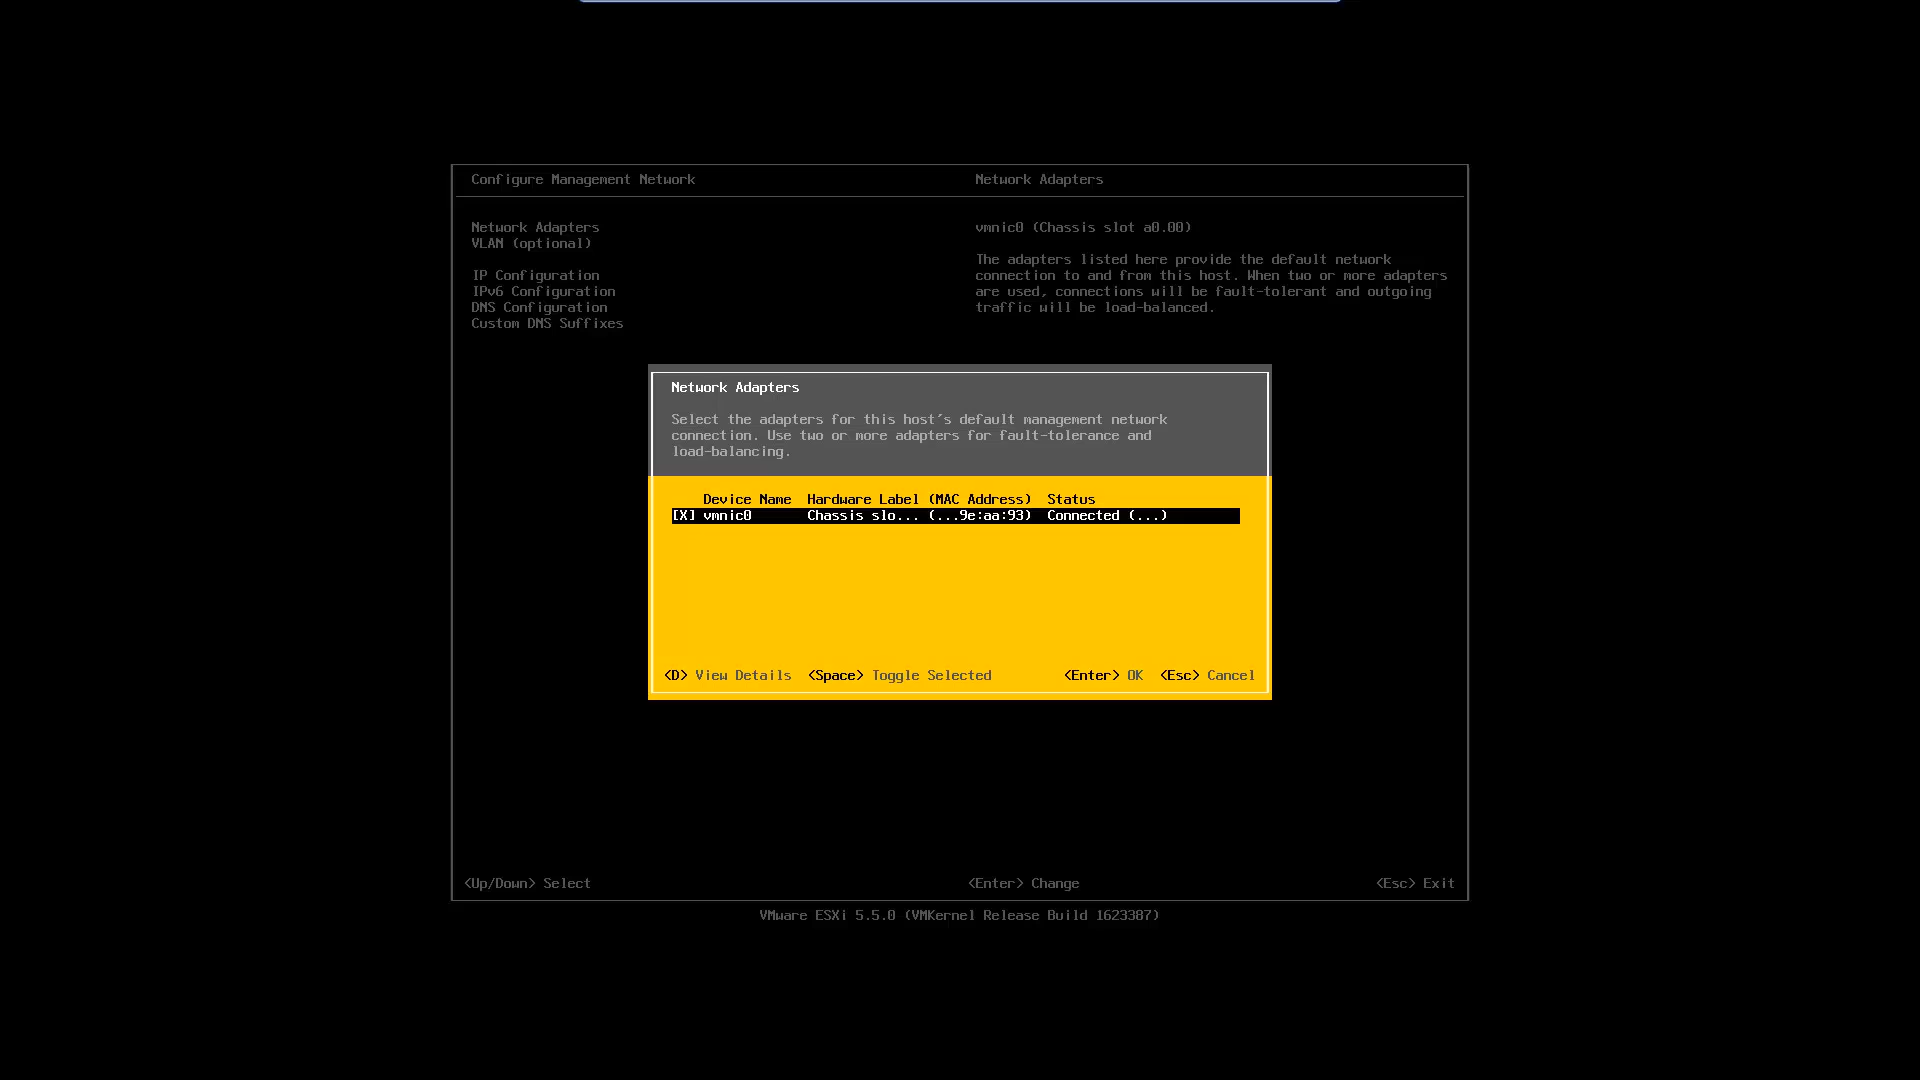 Configure Management Network Network Adapters
Network Adapters vmnic0 (Chassis slot a0.00)
VLAN (optional)
The adapters listed here provide the default network
IP Configuration connection to and from this host. When two or more adapters
IPv6 Configuration are used, connections will be fault-tolerant and outgoing
DNS Configuration traffic will be load-balanced.
Custom DNS Suffixes
Network Adapters
Select the adapters for this host's default management network
connection. Use two or more adapters for fault-tolerance and
load-balancing.
Device Name Hardware Label (MAC Address) Status
[X] vmnic0 Chassis slo... (...9e:aa:93) Connected (...)
<D> View Details <Space> Toggle Selected <Enter> OK <Esc> Cancel
<Up/Down> Select <Enter> Change <Esc> Exit
VMware ESXi 5.5.0 (VMKernel Release Build 1623387)